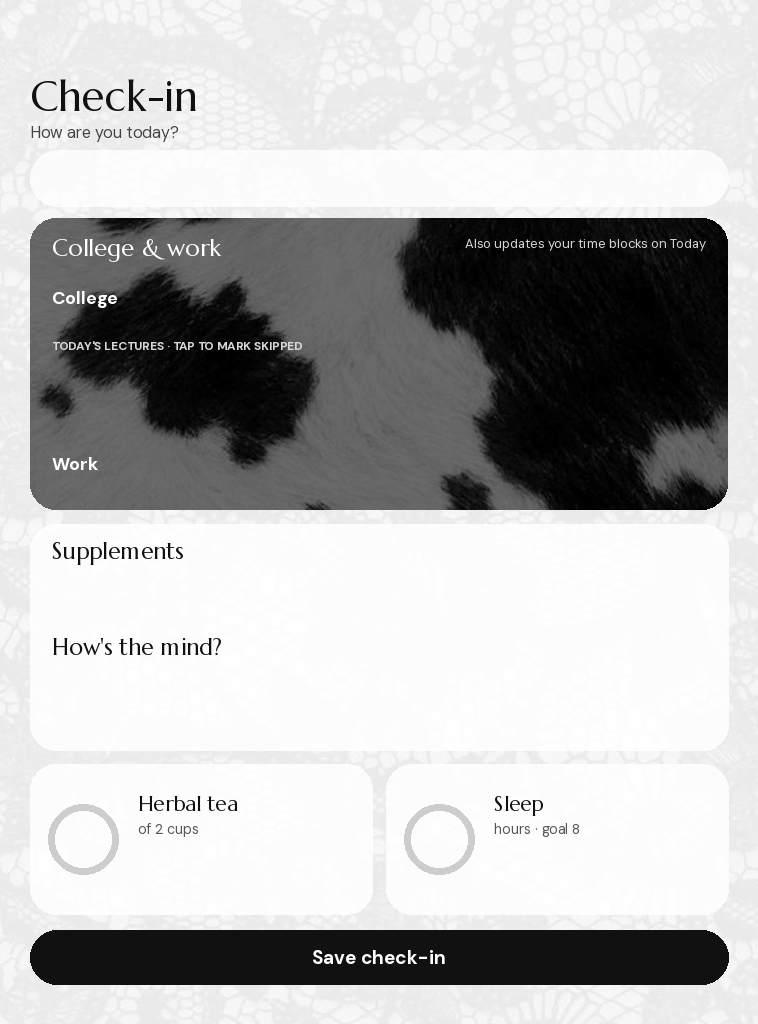 Check-in
How are you today?
College & work
Also updates your time blocks on Today
College
TODAY'S LECTURES · TAP TO MARK SKIPPED
Work
Supplements
How's the mind?
Herbal tea
of 2 cups
Sleep
hours · goal 8
Save check-in